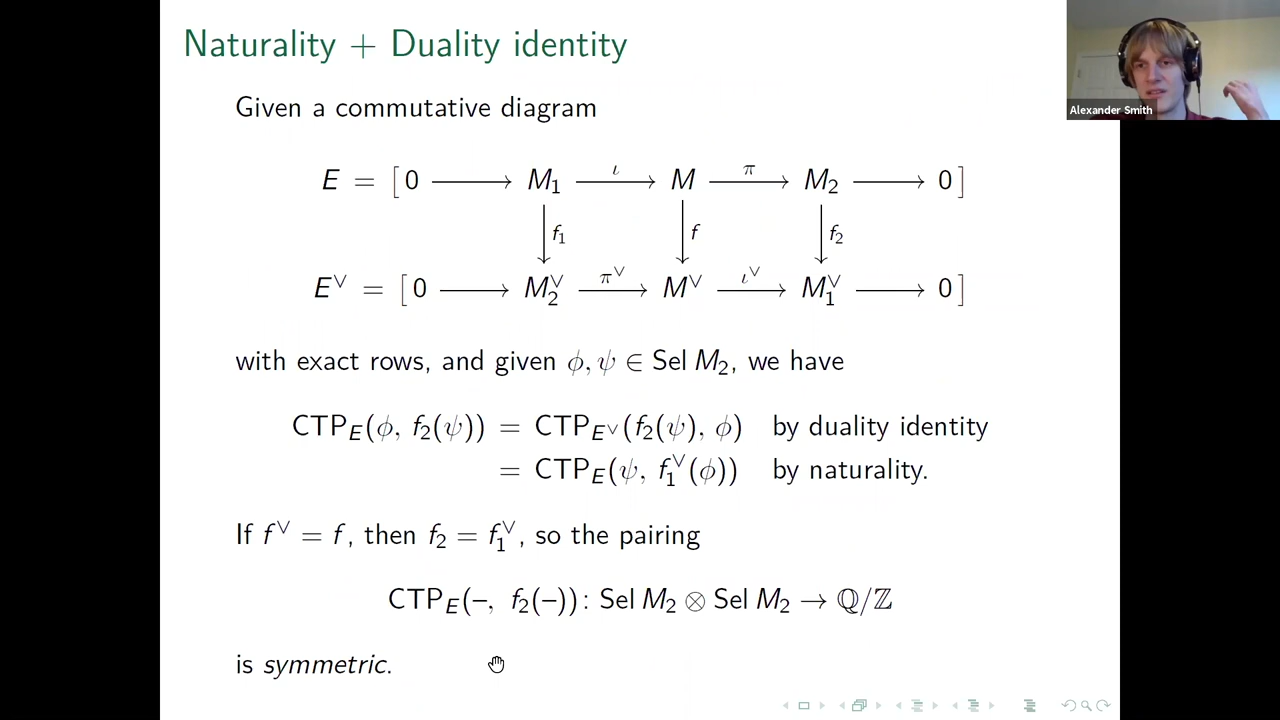 Naturality + Duality identity
Alexander Smith
Given a commutative diagram
E = [ 0 ⟶ M₁ ⟶ M ⟶ M₂ ⟶ 0 ]
ι π
f₁ f f₂
E^∨ = [ 0 ⟶ M₂^∨ ⟶ M^∨ ⟶ M₁^∨ ⟶ 0 ]
π^∨ ι^∨
with exact rows, and given ϕ, ψ ∈ Sel M₂, we have
CTP_E(ϕ, f₂(ψ)) = CTP_{E^∨}(f₂(ψ), ϕ) by duality identity
= CTP_E(ψ, f₁^∨(ϕ)) by naturality.
If f^∨ = f, then f₂ = f₁^∨, so the pairing
CTP_E(–, f₂(–)): Sel M₂ ⊗ Sel M₂ → ℚ/ℤ
is symmetric.